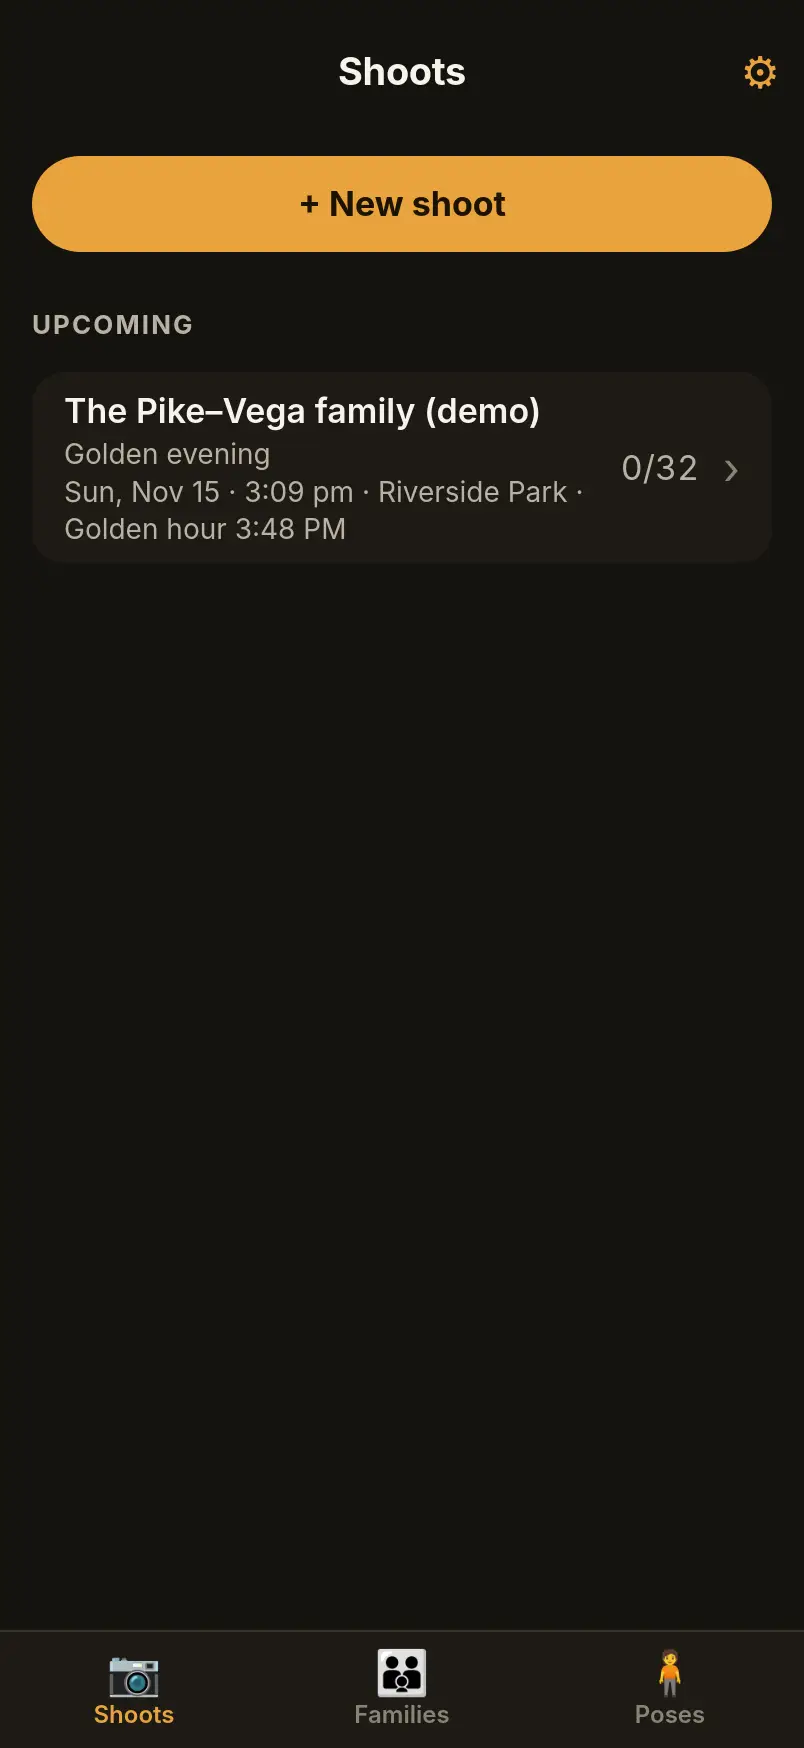 Shoots
+ New shoot
UPCOMING
The Pike–Vega family (demo)
Golden evening
Sun, Nov 15 · 3:09 pm · Riverside Park ·
Golden hour 3:48 PM
0/32
Shoots
Families
Poses